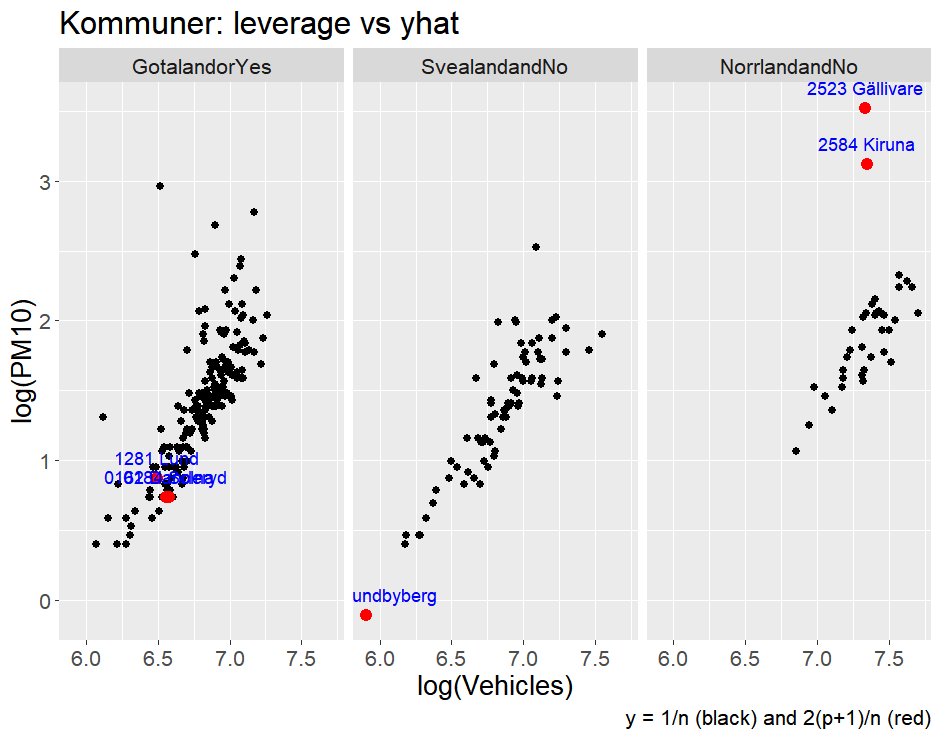 Kommuner: leverage vs yhat
GotalandorYes
SvealandandNo
NorrlandandNo
log(PM10)
3
2
1
0
2523 Gällivare
2584 Kiruna
1281 Lund
undbyberg
6.0
6.5
7.0
7.5
6.0
6.5
7.0
7.5
6.0
6.5
7.0
7.5
log(Vehicles)
y = 1/n (black) and 2(p+1)/n (red)